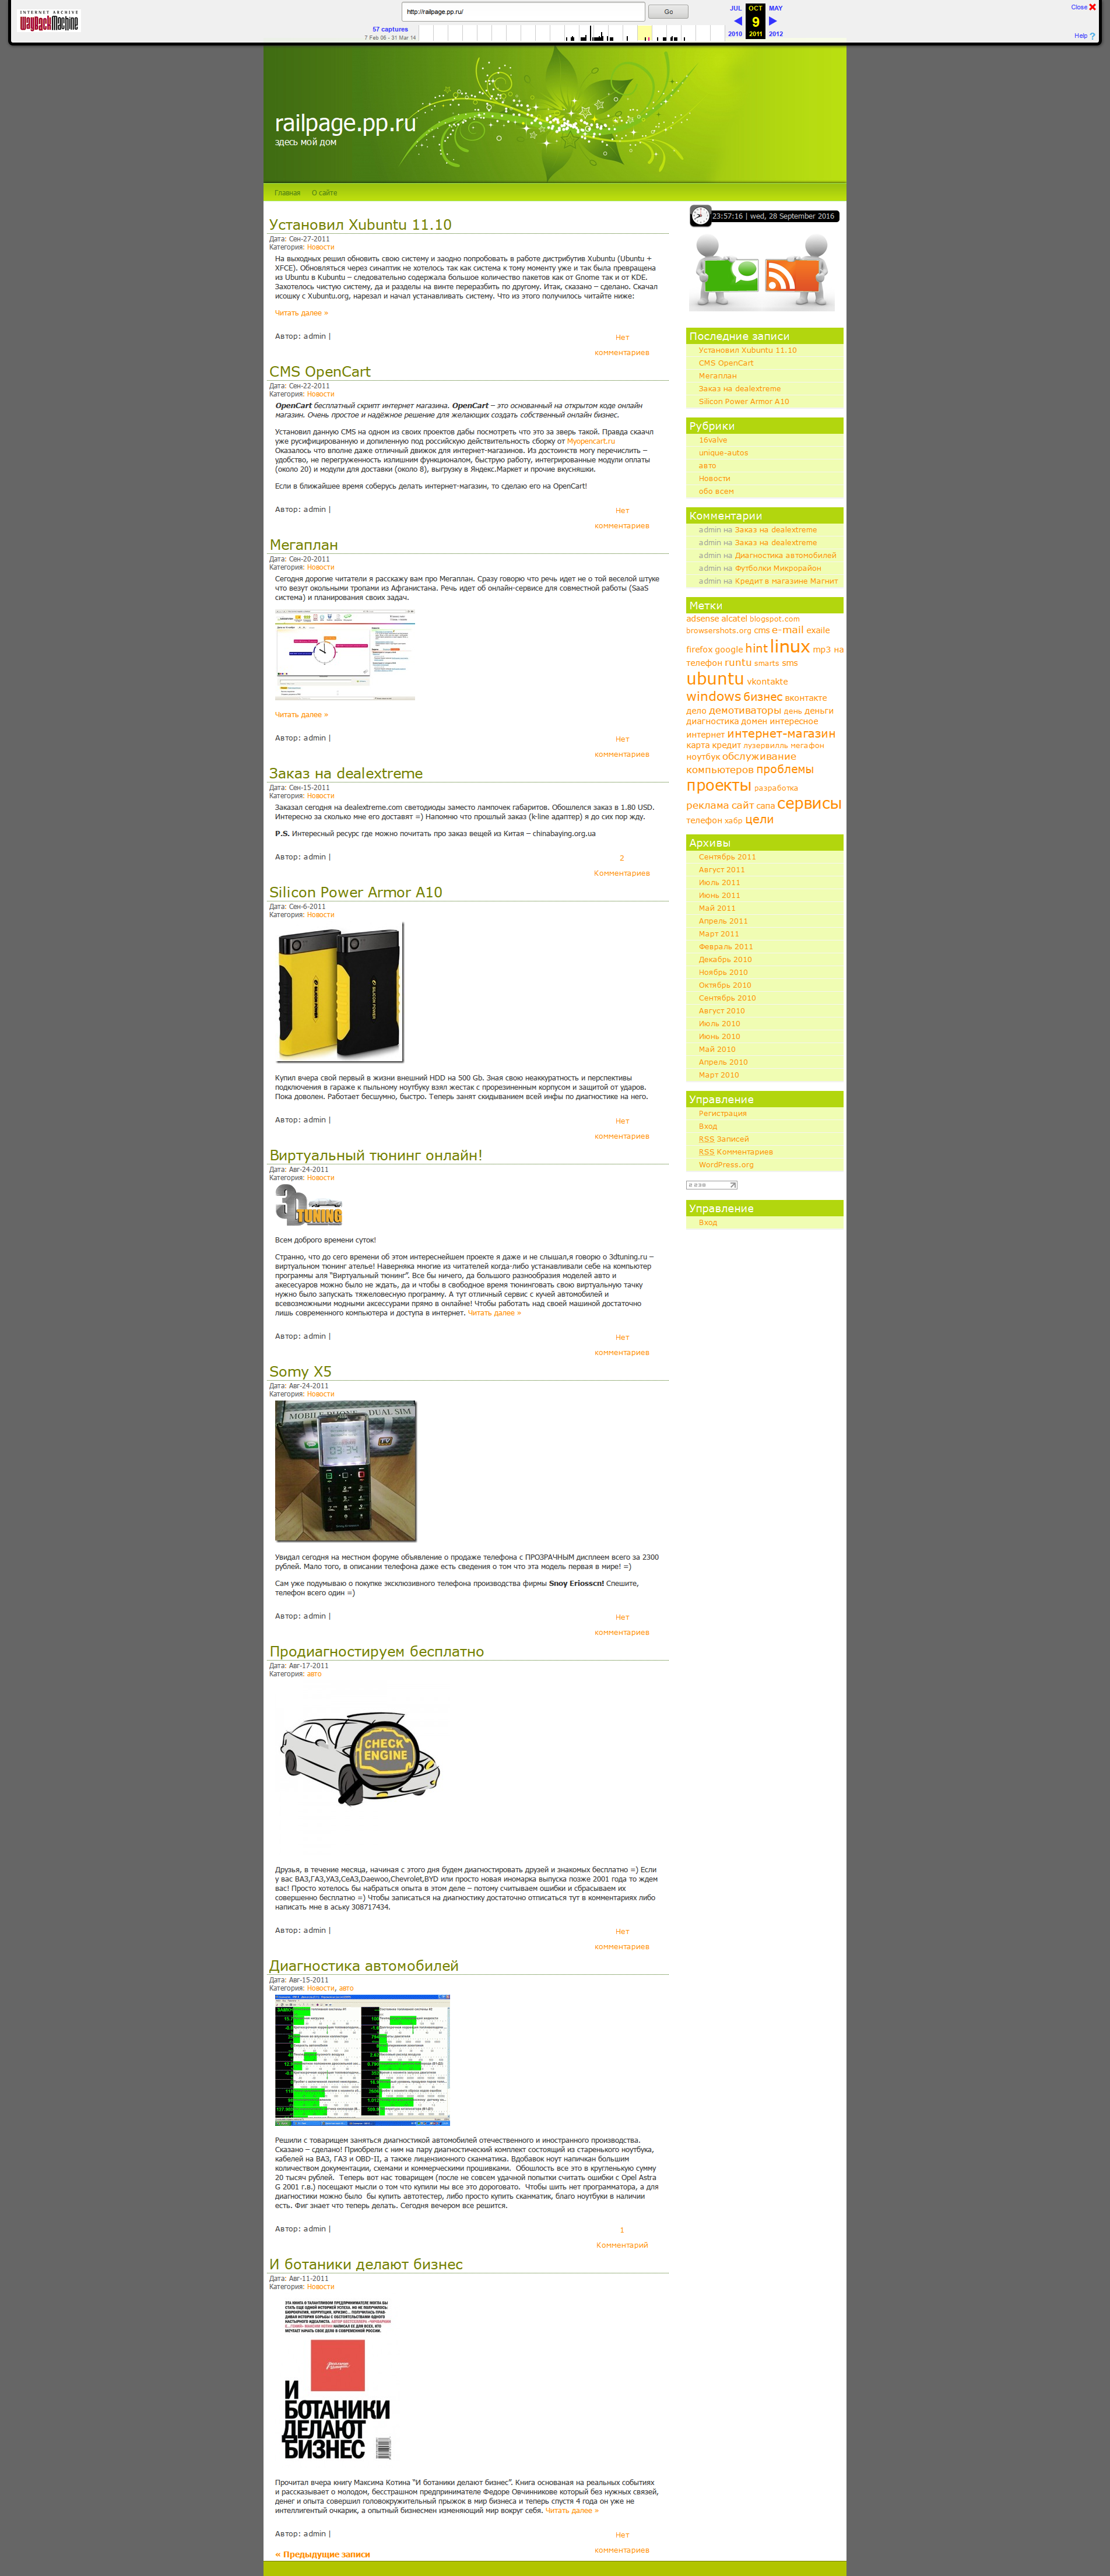 INTERNET ARCHIVE
WayBackMachine
http://railpage.pp.ru/
Go
57 captures
7 Feb 06 - 31 Mar 14
JUL
OCT
MAY
9
2010
2011
2012
Close
Help ?
railpage.pp.ru
здесь мой дом
Главная
О сайте
Установил Xubuntu 11.10
Дата: Сен-27-2011
Категория: Новости
На выходных решил обновить свою систему и заодно попробовать в работе дистрибутив Xubuntu (Ubuntu +
XFCE). Обновляться через синаптик не хотелось так как система к тому моменту уже и так была превращена
из Ubuntu в Kubuntu – следовательно содержала большое количество пакетов как от Gnome так и от KDE.
Захотелось чистую систему, да и разделы на винте переразбить по другому. Итак, сказано – сделано. Скачал
исошку с Xubuntu.org, нарезал и начал устанавливать систему. Что из этого получилось читайте ниже:
Читать далее »
Автор: admin |
Нет
комментариев
CMS OpenCart
Дата: Сен-22-2011
Категория: Новости
OpenCart бесплатный скрипт интернет магазина. OpenCart – это основанный на открытом коде онлайн
магазин. Очень простое и надёжное решение для желающих создать собственный онлайн бизнес.
Установил данную CMS на одном из своих проектов дабы посмотреть что это за зверь такой. Правда скаачл
уже русифицированную и допиленную под российскую действительность сборку от Myopencart.ru
Оказалось что вполне даже отличный движок для интернет-магазинов. Из достоинств могу перечислить –
удобство, не перегруженность излишним функционалом, быструю работу, интегрированные модули оплаты
(около 20) и модули для доставки (около 8), выгрузку в Яндекс.Маркет и прочие вкусняшки.
Если в ближайшее время соберусь делать интернет-магазин, то сделаю его на OpenCart!
Автор: admin |
Нет
комментариев
Мегаплан
Дата: Сен-20-2011
Категория: Новости
Сегодня дорогие читатели я расскажу вам про Мегаплан. Сразу говорю что речь идет не о той веселой штуке
что везут окольными тропами из Афганистана. Речь идет об онлайн-сервисе для совместной работы (SaaS
система) и планирования своих задач.
Читать далее »
Автор: admin |
Нет
комментариев
Заказ на dealextreme
Дата: Сен-15-2011
Категория: Новости
Заказал сегодня на dealextreme.com светодиоды заместо лампочек габаритов. Обошлелся заказ в 1.80 USD.
Интересно за сколько мне его доставят =) Напомню что прошлый заказ (k-line адаптер) я до сих пор жду.
P.S. Интересный ресурс где можно почитать про заказ вещей из Китая – chinabaying.org.ua
Автор: admin |
2
Комментариев
Silicon Power Armor A10
Дата: Сен-6-2011
Категория: Новости
SILICON POWER
SILICON POWER
Купил вчера свой первый в жизни внешний HDD на 500 Gb. Зная свою неаккуратность и перспективы
подключения в гараже к пыльному ноутбуку взял жестак с прорезиненным корпусом и защитой от ударов.
Пока доволен. Работает бесшумно, быстро. Теперь занят скидыванием всей инфы по диагностике на него.
Автор: admin |
Нет
комментариев
Виртуальный тюнинг онлайн!
Дата: Авг-24-2011
Категория: Новости
3D TUNING
Всем доброго времени суток!
Странно, что до сего времени об этом интереснейшем проекте я даже и не слышал,я говорю о 3dtuning.ru –
виртуальном тюнинг ателье! Наверняка многие из читателей когда-либо устанавливали себе на компьютер
программы аля “Виртуальный тюнинг”. Все бы ничего, да большого разнообразия моделей авто и
аксесесуаров можно было не ждать, да и чтобы в свободное время тюнинговать свою виртуальную тачку
нужно было запускать тяжеловесную программу. А тут отличный сервис с кучей автомобилей и
всевозможными модными аксессурами прямо в онлайне! Чтобы работать над своей машиной достаточно
лишь современного компьютера и доступа в интернет. Читать далее »
Автор: admin |
Нет
комментариев
Somy X5
Дата: Авг-24-2011
Категория: Новости
MOBILE PHONE DUAL SIM
TV
03:34
Увидал сегодня на местном форуме объявление о продаже телефона с ПРОЗРАЧНЫМ дисплеем всего за 2300
рублей. Мало того, в описании телефона даже есть сведения о том что эта модель первая в мире! =)
Сам уже подумываю о покупке эксклюзивного телефона производства фирмы Snoy Eriosscn! Спешите,
телефон всего один =)
Автор: admin |
Нет
комментариев
Продиагностируем бесплатно
Дата: Авг-17-2011
Категория: авто
CHECK
ENGINE
Друзья, в течение месяца, начиная с этого дня будем диагностировать друзей и знакомых бесплатно =) Если
у вас ВАЗ,ГАЗ,УАЗ,СеАЗ,Daewoo,Chevrolet,BYD или просто новая иномарка выпуска позже 2001 года то ждем
вас! Просто хотелось бы набраться опыта в этом деле – потому считываем ошибки и сбрасываем их
совершенно бесплатно =) Чтобы записаться на диагностику достаточно отписаться тут в комментариях либо
написать мне в аську 308717434.
Автор: admin |
Нет
комментариев
Диагностика автомобилей
Дата: Авг-15-2011
Категория: Новости, авто
Решили с товарищем заняться диагностикой автомобилей отечественного и иностранного производства.
Сказано – сделано! Приобрели с ним на пару диагностический комплект состоящий из старенького ноутбука,
кабелей на ВАЗ, ГАЗ и OBD-II, а также лицензионного сканматика. Вдобавок ноут напичкан большим
количеством документации, схемами и коммерческими прошивками. Обошлось все это в кругленькую сумму
20 тысяч рублей. Теперь вот нас товарищем (после не совсем удачной попытки считать ошибки с Opel Astra
G 2001 г.в.) посещают мысли о том что купили мы все это дороговато. Чтобы шить нет программатора, а для
диагностики можно было бы купить автотестер, либо просто купить сканматик, благо ноутбуки в наличии
есть. Фиг знает что теперь делать. Сегодня вечером все решится.
Автор: admin |
1
Комментарий
И ботаники делают бизнес
Дата: Авг-11-2011
Категория: Новости
И
БОТАНИКИ
ДЕЛАЮТ
БИЗНЕС
Прочитал вчера книгу Максима Котина “И ботаники делают бизнес”. Книга основаная на реальных событиях
и рассказывает о молодом, бесстрашном предпринимателе Федоре Овчинникове который без нужных связей,
денег и опыта совершил головокружительный прыжок в мир бизнеса и теперь спустя 4 года он уже не
интеллигентый очкарик, а опытный бизнесмен изменяющий мир вокруг себя. Читать далее »
Автор: admin |
Нет
комментариев
« Предыдущие записи
23:57:16 | wed, 28 September 2016
Последние записи
Установил Xubuntu 11.10
CMS OpenCart
Мегаплан
Заказ на dealextreme
Silicon Power Armor A10
Рубрики
16valve
unique-autos
авто
Новости
обо всем
Комментарии
admin на Заказ на dealextreme
admin на Заказ на dealextreme
admin на Диагностика автомобилей
admin на Футболки Микрорайон
admin на Кредит в магазине Магнит
Метки
adsense alcatel blogspot.com
browsershots.org cms e-mail exaile
firefox google hint linux mp3 на
телефон runtu smarts sms
ubuntu vkontakte
windows бизнес вконтакте
дело демотиваторы день деньги
диагностика домен интересное
интернет интернет-магазин
карта кредит лузервилль мегафон
ноутбук обслуживание
компьютеров проблемы
проекты разработка
реклама сайт сапа сервисы
телефон хабр цели
Архивы
Сентябрь 2011
Август 2011
Июль 2011
Июнь 2011
Май 2011
Апрель 2011
Март 2011
Февраль 2011
Декабрь 2010
Ноябрь 2010
Октябрь 2010
Сентябрь 2010
Август 2010
Июль 2010
Июнь 2010
Май 2010
Апрель 2010
Март 2010
Управление
Регистрация
Вход
RSS Записей
RSS Комментариев
WordPress.org
Управление
Вход